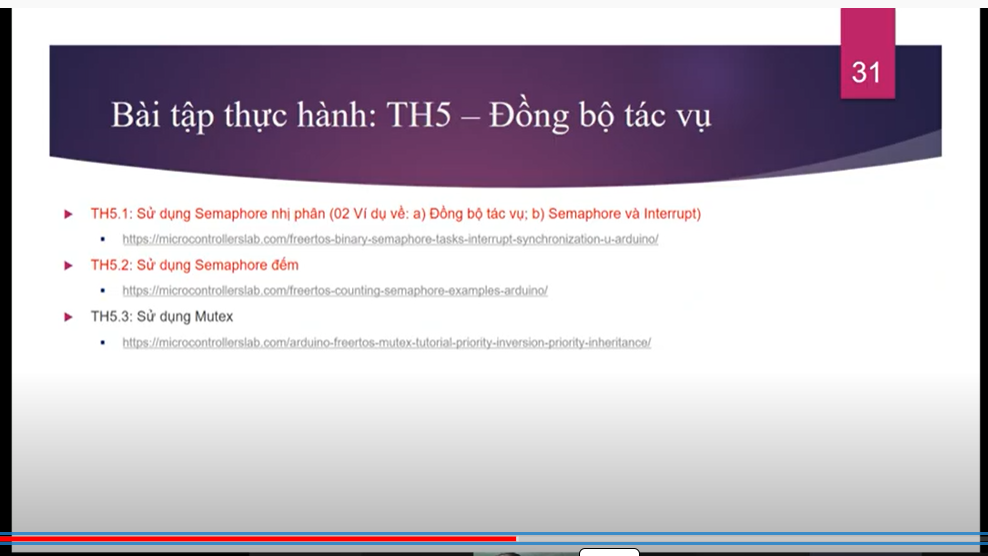 31
Bài tập thực hành: TH5 – Đồng bộ tác vụ
TH5.1: Sử dụng Semaphore nhị phân (02 Ví dụ về: a) Đồng bộ tác vụ; b) Semaphore và Interrupt)
https://microcontrollerslab.com/freertos-binary-semaphore-tasks-interrupt-synchronization-u-arduino/
TH5.2: Sử dụng Semaphore đếm
https://microcontrollerslab.com/freertos-counting-semaphore-examples-arduino/
TH5.3: Sử dụng Mutex
https://microcontrollerslab.com/arduino-freertos-mutex-tutorial-priority-inversion-priority-inheritance/